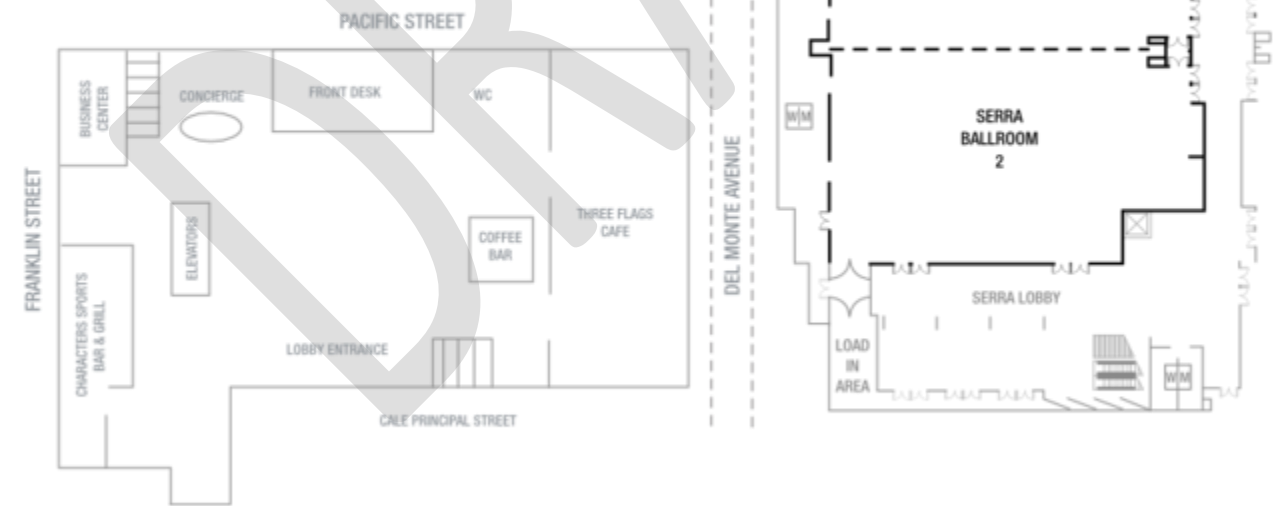 PACIFIC STREET
BUSINESS
CENTER
CONCIERGE
FRONT DESK
WC
FRANKLIN STREET
ELEVATORS
COFFEE
BAR
THREE FLAGS
CAFE
CHARACTERS SPORTS
BAR & GRILL
LOBBY ENTRANCE
CALE PRINCIPAL STREET
DEL MONTE AVENUE
W M
SERRA
BALLROOM
2
SERRA LOBBY
LOAD
IN
AREA
W M